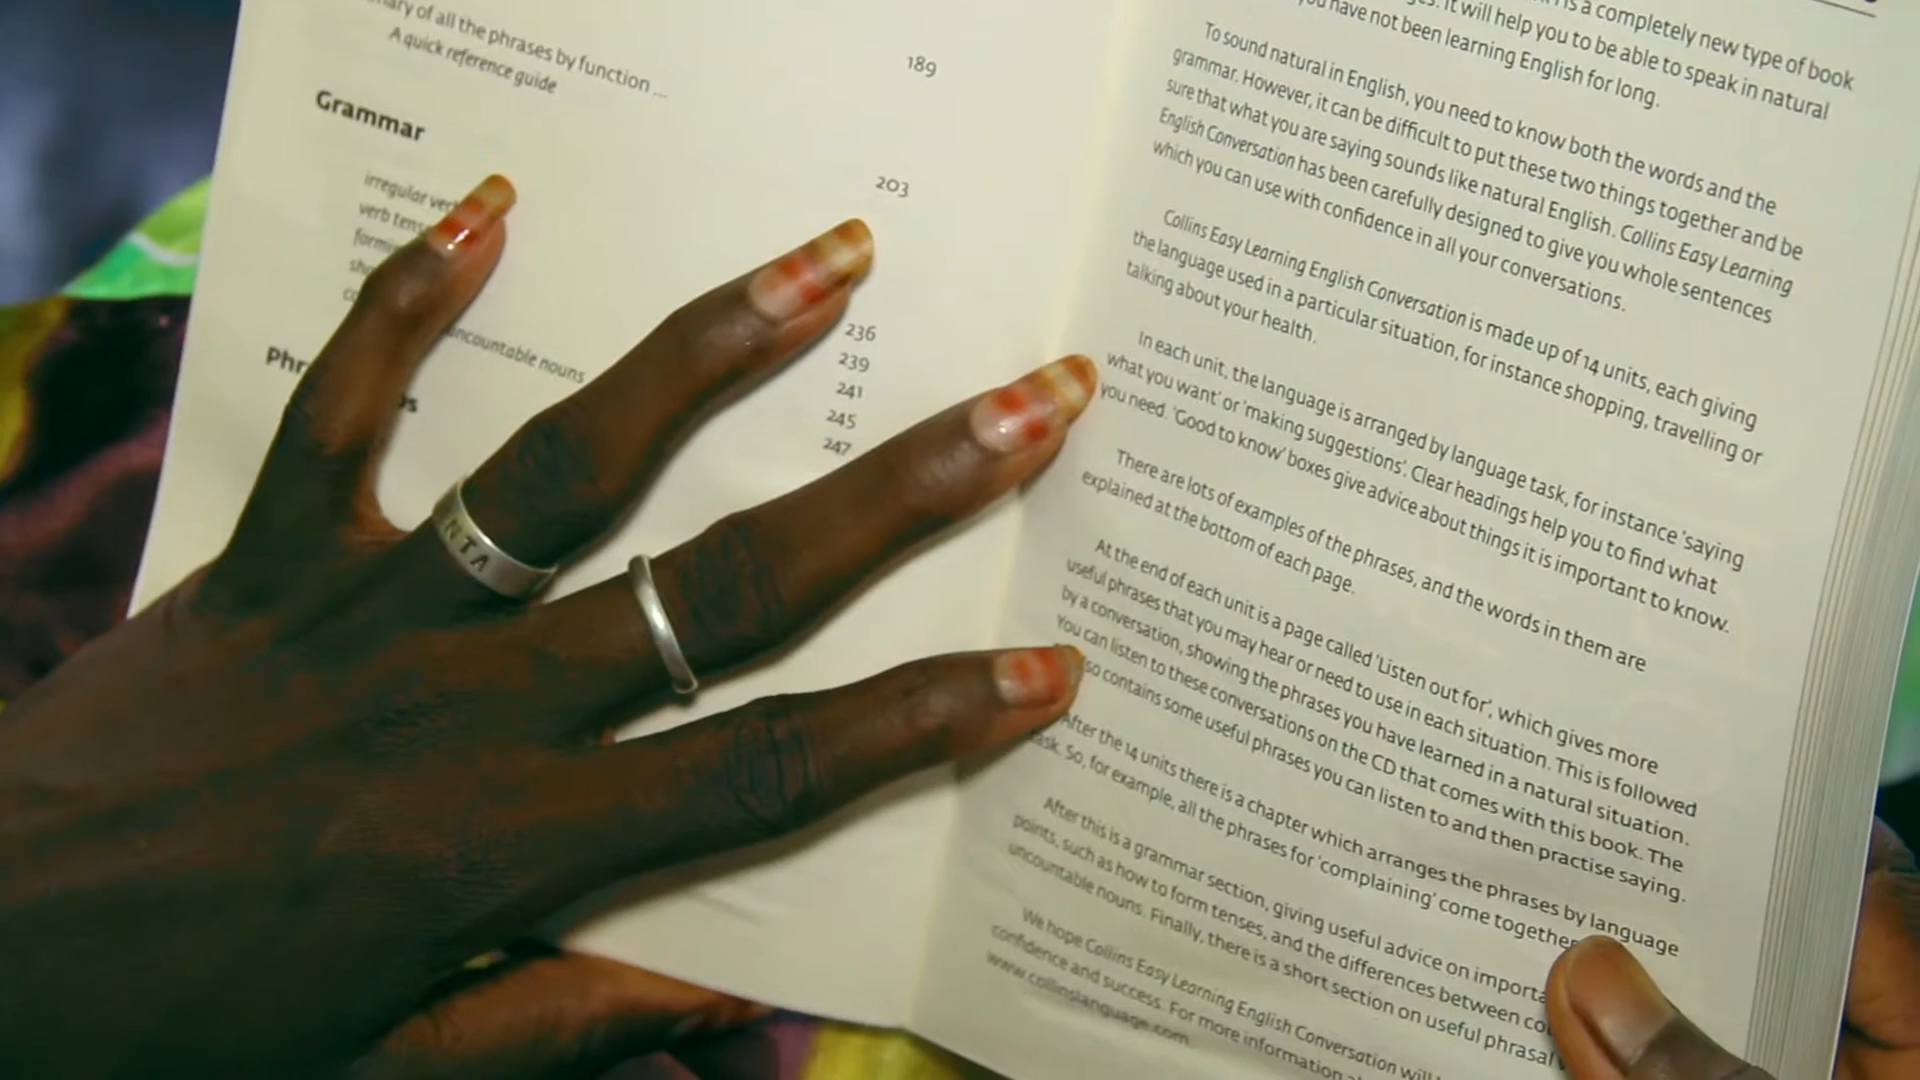 mary of all the phrases by function ...
189
A quick reference guide
Grammar
203
irregular
verb
236
239
uncountable nouns
241
245
247
NTA
is a completely new type of book
It will help you to be able to speak in natural
you have not been learning English for long.
To sound natural in English, you need to know both the words and the
grammar. However, it can be difficult to put these two things together and be
sure that what you are saying sounds like natural English. Collins Easy Learning
English Conversation has been carefully designed to give you whole sentences
which you can use with confidence in all your conversations.
Collins Easy Learning English Conversation is made up of 14 units, each giving
the language used in a particular situation, for instance shopping, travelling or
talking about your health.
In each unit, the language is arranged by language task, for instance ‘saying
what you want’ or ‘making suggestions’. Clear headings help you to find what
you need. ‘Good to know’ boxes give advice about things it is important to know.
There are lots of examples of the phrases, and the words in them are
explained at the bottom of each page.
At the end of each unit is a page called ‘Listen out for’, which gives more
useful phrases that you may hear or need to use in each situation. This is followed
by a conversation, showing the phrases you have learned in a natural situation.
You can listen to these conversations on the CD that comes with this book. The
so contains some useful phrases you can listen to and then practise saying.
After the 14 units there is a chapter which arranges the phrases by language
task. So, for example, all the phrases for ‘complaining’ come together
After this is a grammar section, giving useful advice on importa
points, such as how to form tenses, and the differences between co
uncountable nouns. Finally, there is a short section on useful phrasal
We hope Collins Easy Learning English Conversation will
confidence and success. For more information
www.collinslanguage.com